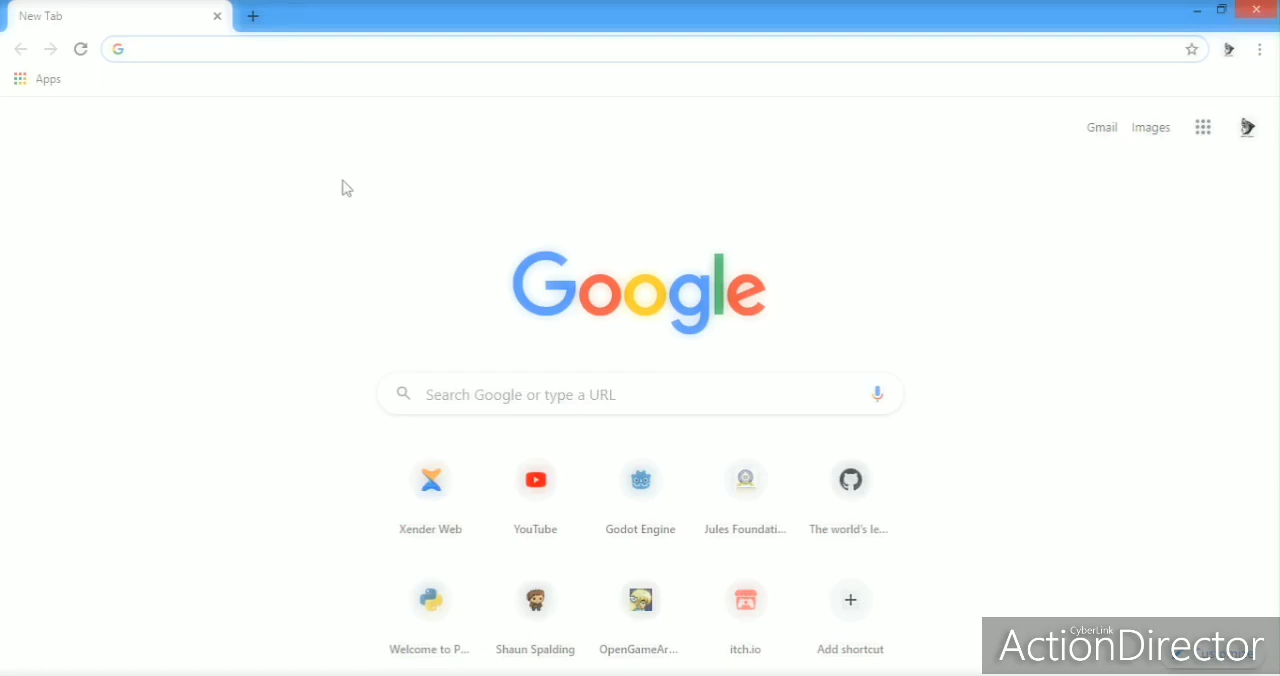 New Tab
Apps
Gmail Images
Google
Search Google or type a URL
Xender Web YouTube Godot Engine Jules Foundati... The world's le...
Welcome to P... Shaun Spalding OpenGameAr... itch.io Add shortcut
CyberLink
ActionDirector